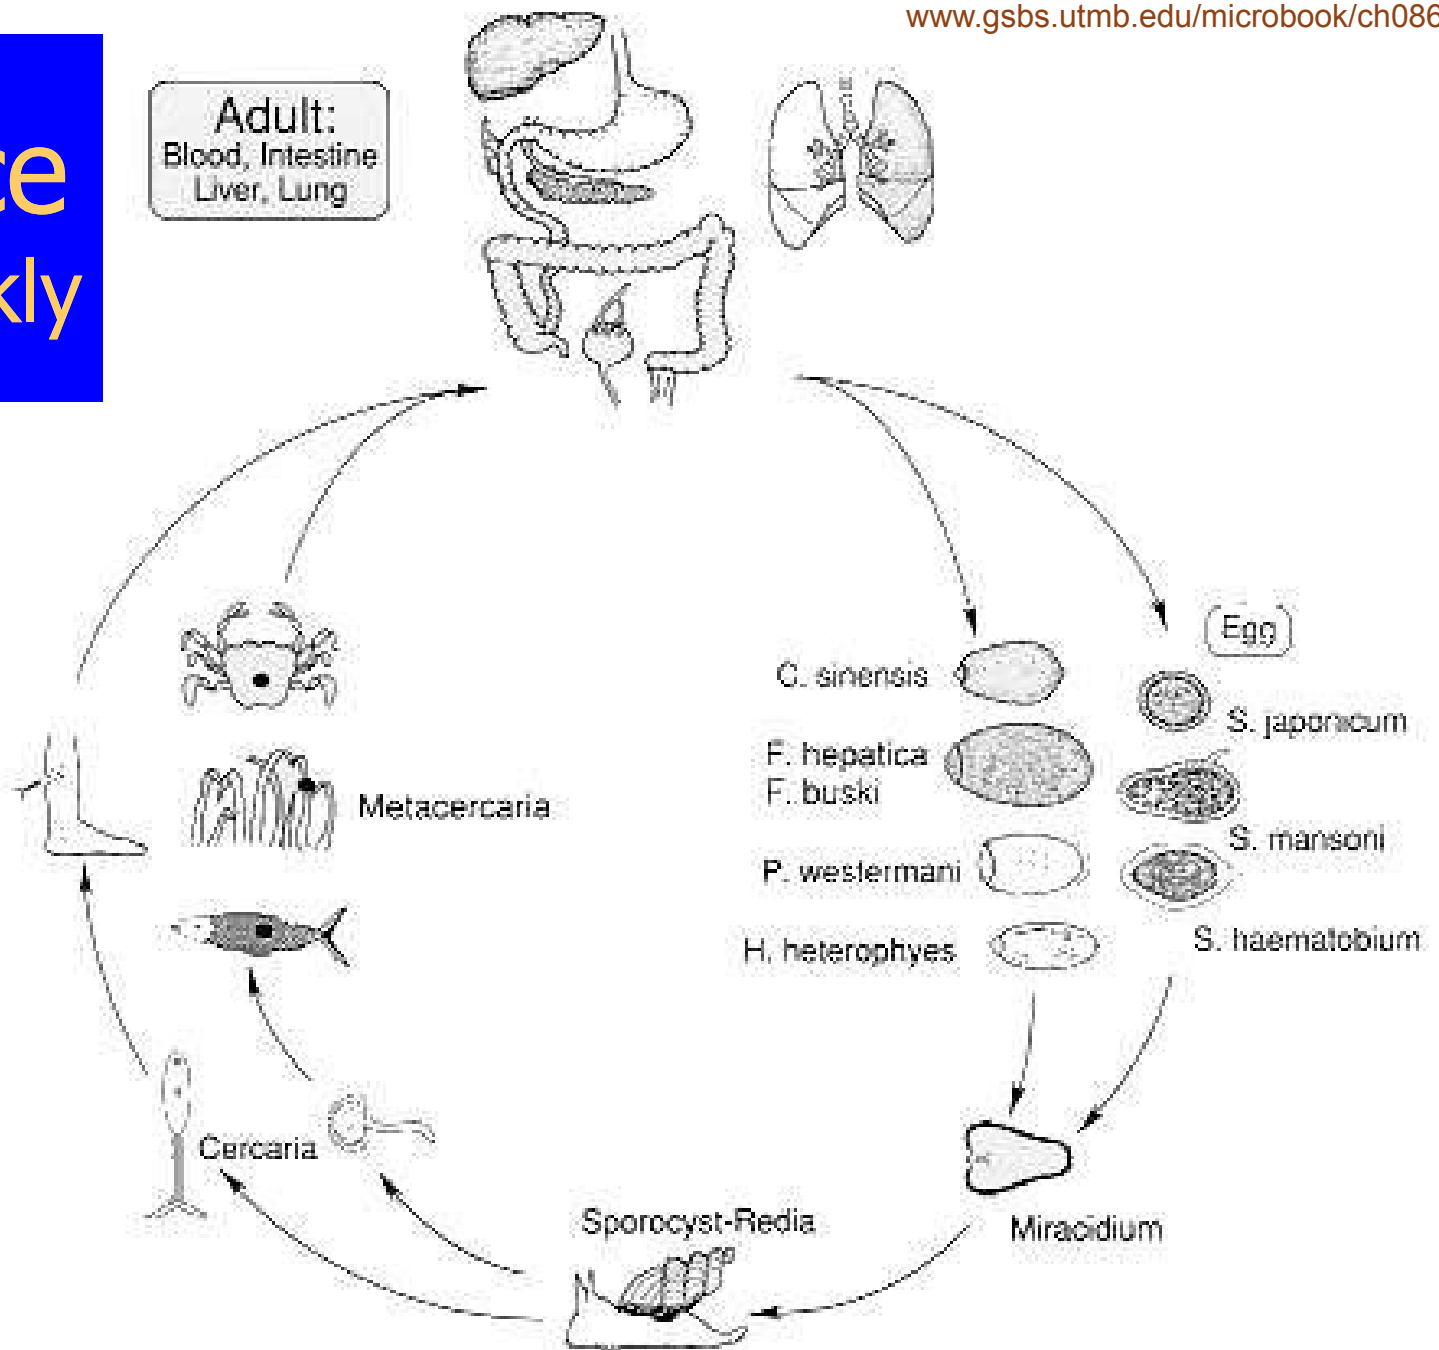 www.gsbs.utmb.edu/microbook/ch086
ce
kly
Adult:
Blood, Intestine
Liver, Lung
Egg
C. sinensis
S. japonicum
F. hepatica
F. buski
Metacercaria
S. mansoni
P. westermani
S. haematobium
H. heterophyes
Cercaria
Sporocyst-Redia
Miracidium